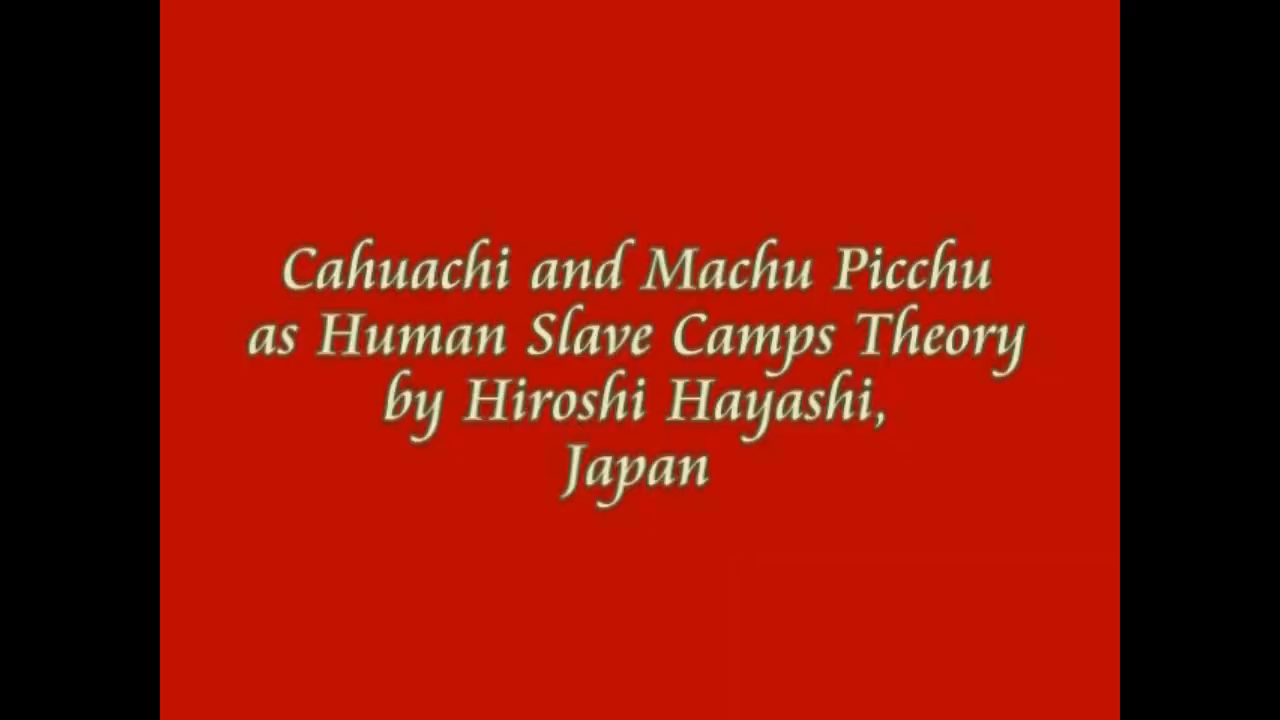 Cahuachi and Machu Picchu
as Human Slave Camps Theory
by Hiroshi Hayashi,
Japan